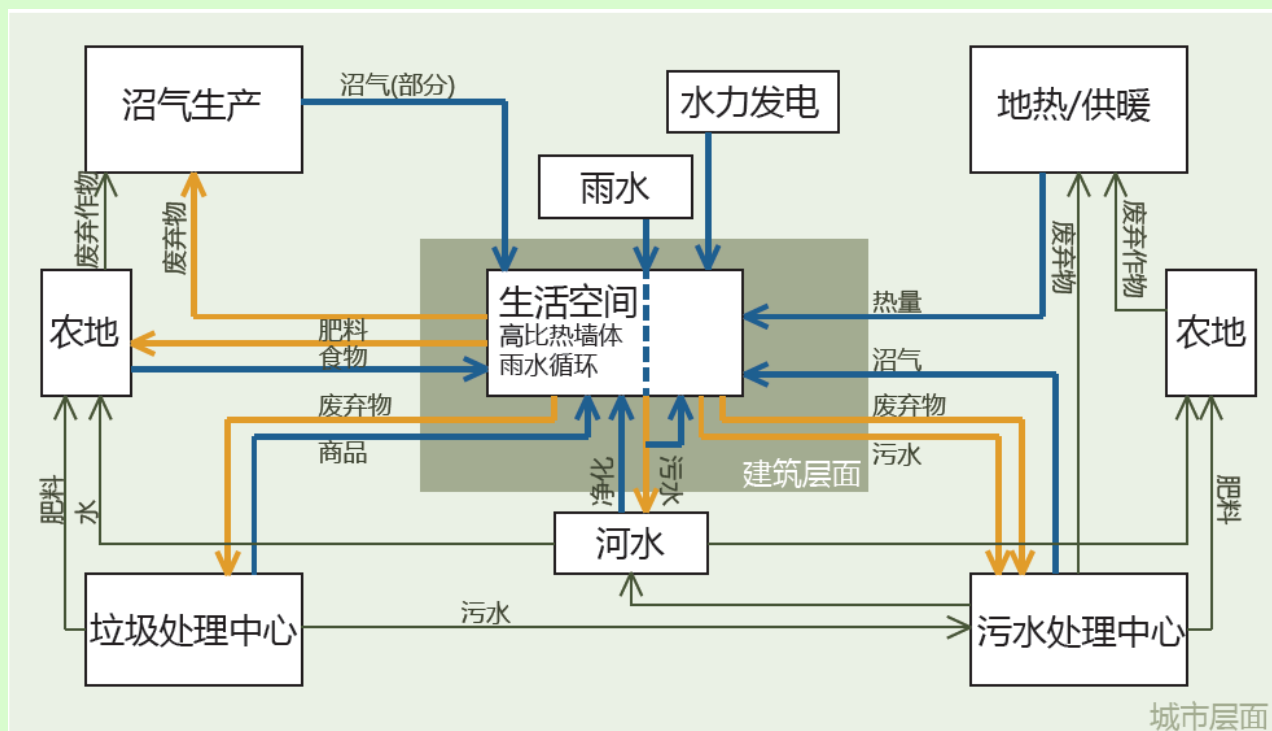 沼气生产
沼气(部分)
水力发电
地热/供暖
雨水
废弃作物
废弃物
废弃物
废弃作物
农地
生活空间
高比热墙体
雨水循环
热量
农地
肥料
食物
沼气
废弃物
商品
废弃物
污水
净化
污水
建筑层面
肥料
水
河水
肥料
垃圾处理中心
污水
污水处理中心
城市层面